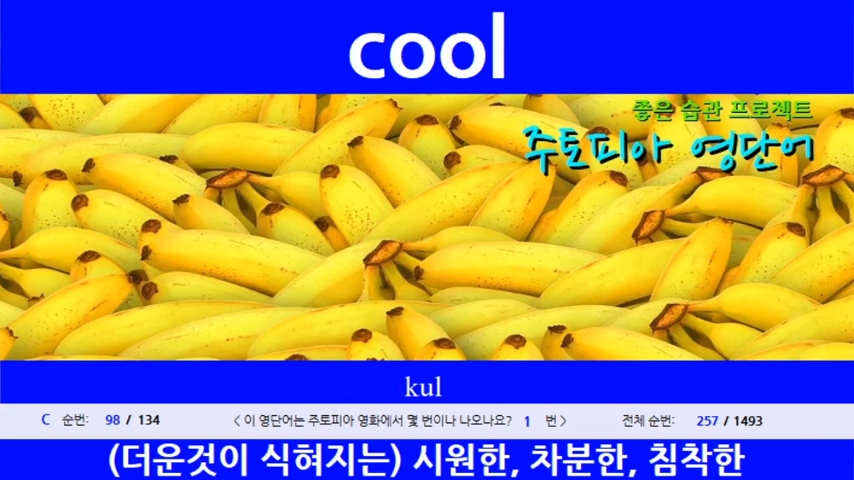 cool
좋은 습관 프로젝트
주토피아 영단어
kul
C 순번: 98 / 134 < 이 영단어는 주토피아 영화에서 몇 번이나 나오나요? 1 번 > 전체 순번: 257 / 1493
(더운것이 식혀지는) 시원한, 차분한, 침착한